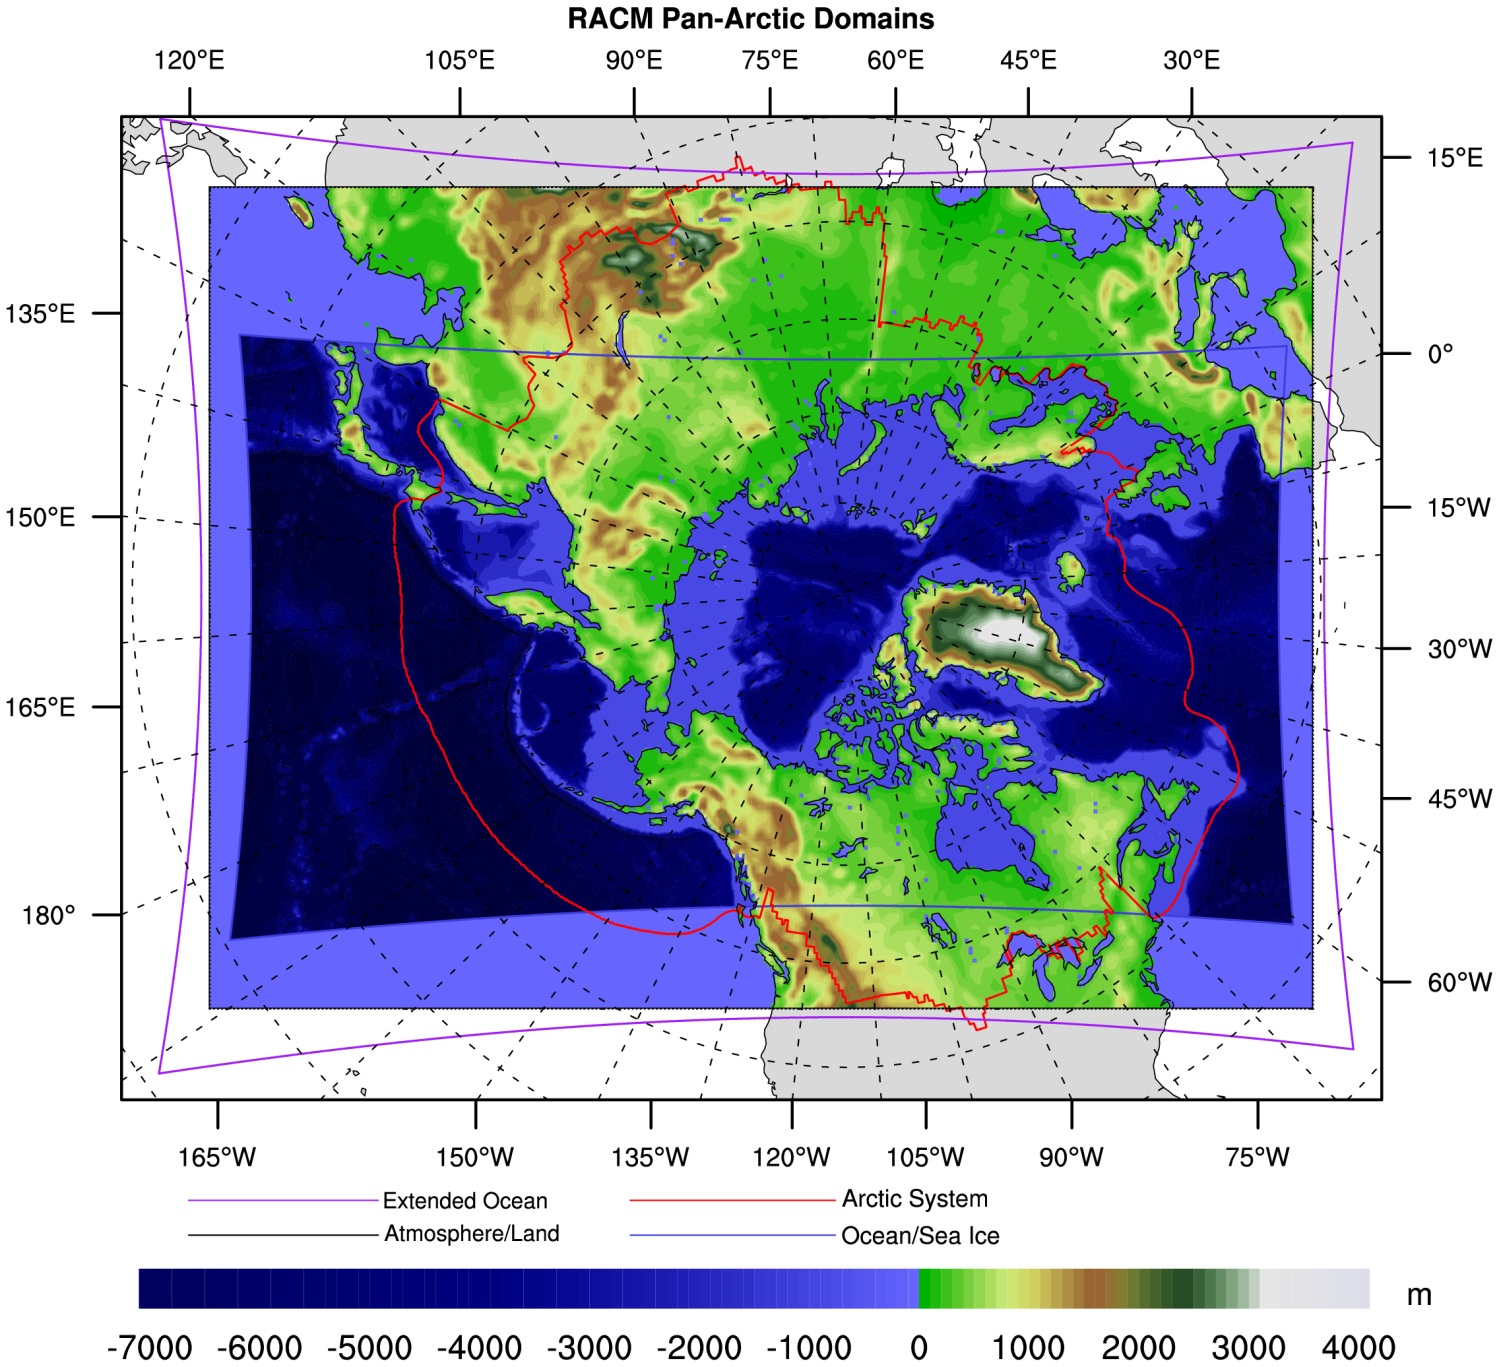 RACM Pan-Arctic Domains
120°E 105°E 90°E 75°E 60°E 45°E 30°E
15°E
135°E 0°
150°E 15°W
30°W
165°E
45°W
180° 60°W
165°W 150°W 135°W 120°W 105°W 90°W 75°W
Extended Ocean Arctic System
Atmosphere/Land Ocean/Sea Ice
m
-7000 -6000 -5000 -4000 -3000 -2000 -1000 0 1000 2000 3000 4000